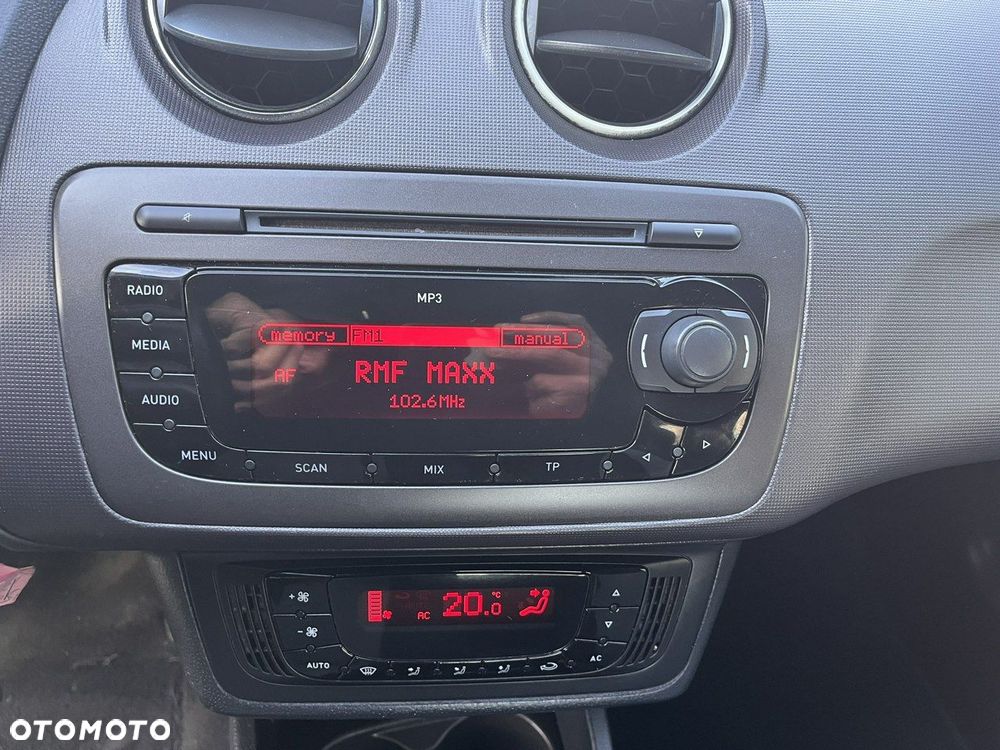 RADIO
MP3
MEDIA
memory FM1 manual
AF RMF MAXX
102.6MHz
AUDIO
MENU SCAN MIX TP
AC 20.0 °C
AUTO AC
OTOMOTO